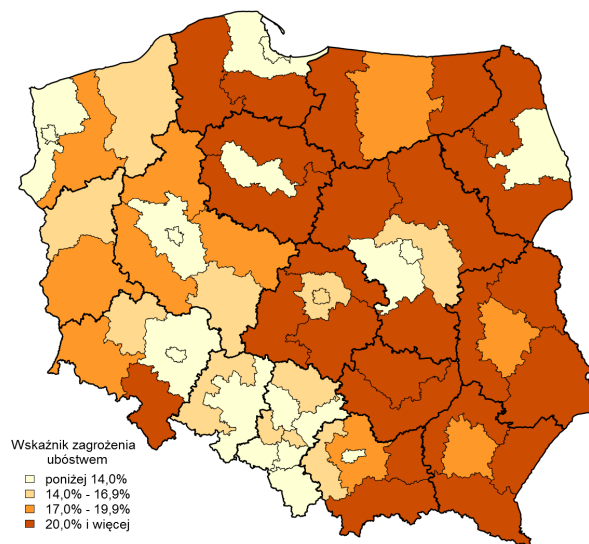 Wskaźnik zagrożenia
ubóstwem
poniżej 14,0%
14,0% - 16,9%
17,0% - 19,9%
20,0% i więcej